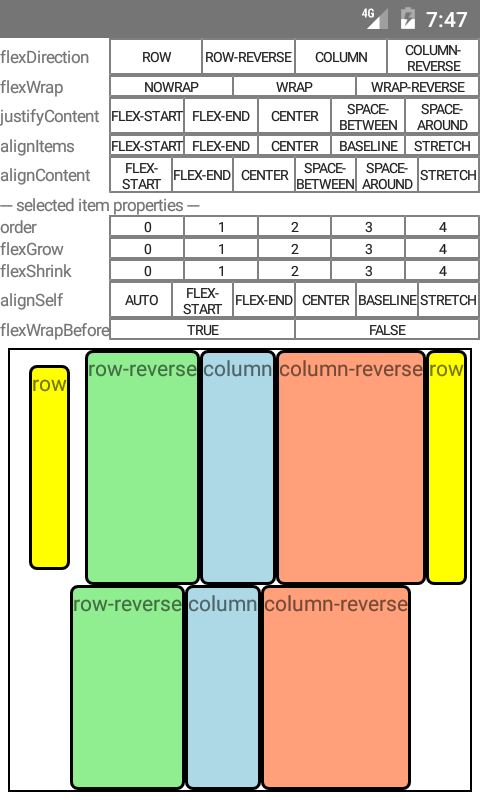 4G 7:47
flexDirection ROW ROW-REVERSE COLUMN COLUMN-
REVERSE
flexWrap NOWRAP WRAP WRAP-REVERSE
justifyContent FLEX-START FLEX-END CENTER SPACE-
BETWEEN SPACE-
AROUND
alignItems FLEX-START FLEX-END CENTER BASELINE STRETCH
alignContent FLEX-
START FLEX-END CENTER SPACE-
BETWEEN SPACE-
AROUND STRETCH
--- selected item properties ---
order 0 1 2 3 4
flexGrow 0 1 2 3 4
flexShrink 0 1 2 3 4
alignSelf AUTO FLEX-
START FLEX-END CENTER BASELINE STRETCH
flexWrapBefore TRUE FALSE
row row-reverse column column-reverse row
row-reverse column column-reverse